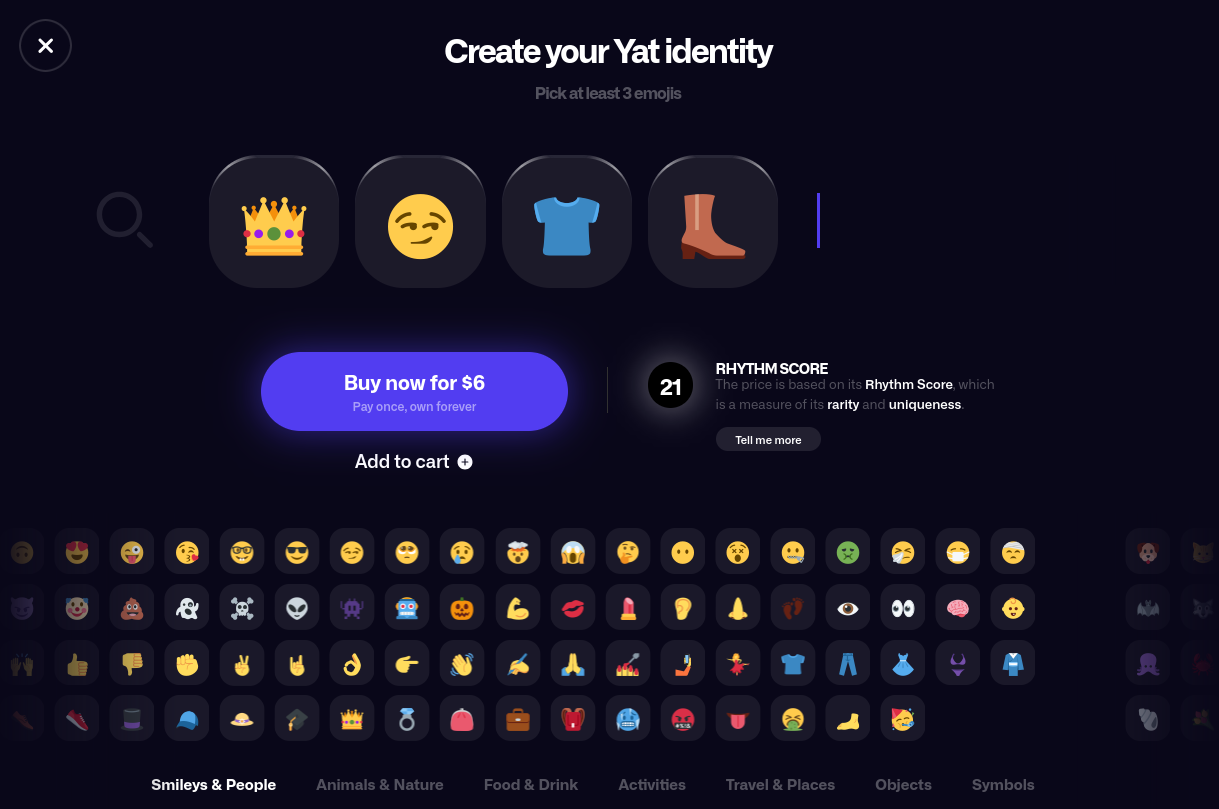 Create your Yat identity
Pick at least 3 emojis
Buy now for $6
Pay once, own forever
Add to cart
21
RHYTHM SCORE
The price is based on its Rhythm Score, which
is a measure of its rarity and uniqueness.
Tell me more
Smileys & People
Animals & Nature
Food & Drink
Activities
Travel & Places
Objects
Symbols